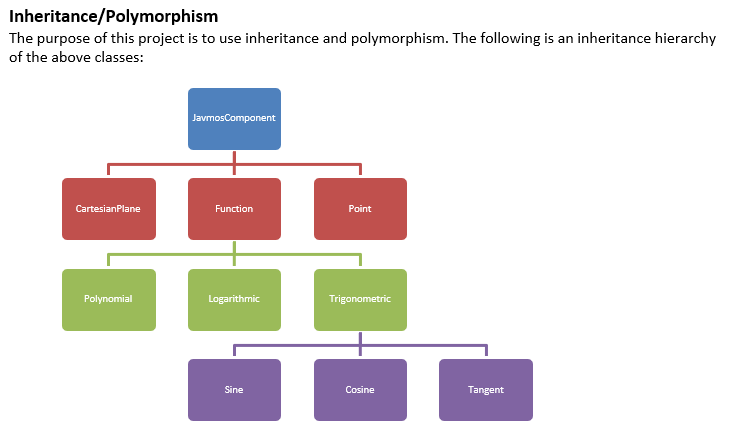 Inheritance/Polymorphism
The purpose of this project is to use inheritance and polymorphism. The following is an inheritance hierarchy
of the above classes:
JavmosComponent
CartesianPlane
Function
Point
Polynomial
Logarithmic
Trigonometric
Sine
Cosine
Tangent